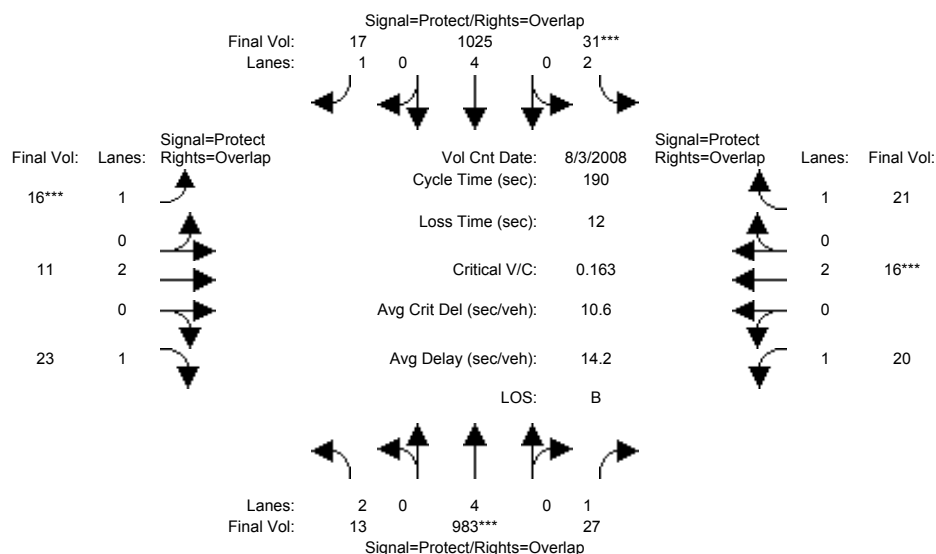 Signal=Protect/Rights=Overlap
Final Vol: 17 1025 31***
Lanes: 1 0 4 0 2
Signal=Protect
Final Vol: Lanes: Rights=Overlap
Vol Cnt Date: 8/3/2008
Signal=Protect
Rights=Overlap Lanes: Final Vol:
Cycle Time (sec): 190
16*** 1
1 21
Loss Time (sec): 12
0
0
11 2
Critical V/C: 0.163
2 16***
0
Avg Crit Del (sec/veh): 10.6
0
23 1
Avg Delay (sec/veh): 14.2
1 20
LOS: B
Lanes: 2 0 4 0 1
Final Vol: 13 983*** 27
Signal=Protect/Rights=Overlap